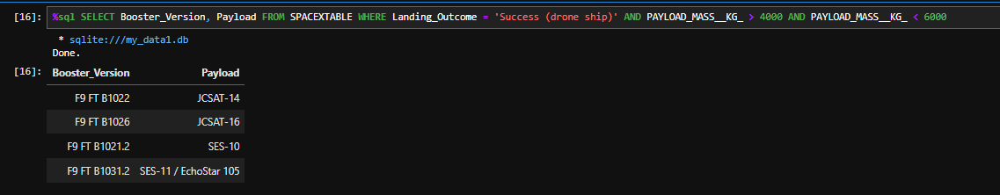 [16]: %sql SELECT Booster_Version, Payload FROM SPACEXTABLE WHERE Landing_Outcome = 'Success (drone ship)' AND PAYLOAD_MASS__KG_ > 4000 AND PAYLOAD_MASS__KG_ < 6000
* sqlite:///my_data1.db
Done.
[16]: Booster_Version Payload
F9 FT B1022 JCSAT-14
F9 FT B1026 JCSAT-16
F9 FT B1021.2 SES-10
F9 FT B1031.2 SES-11 / EchoStar 105